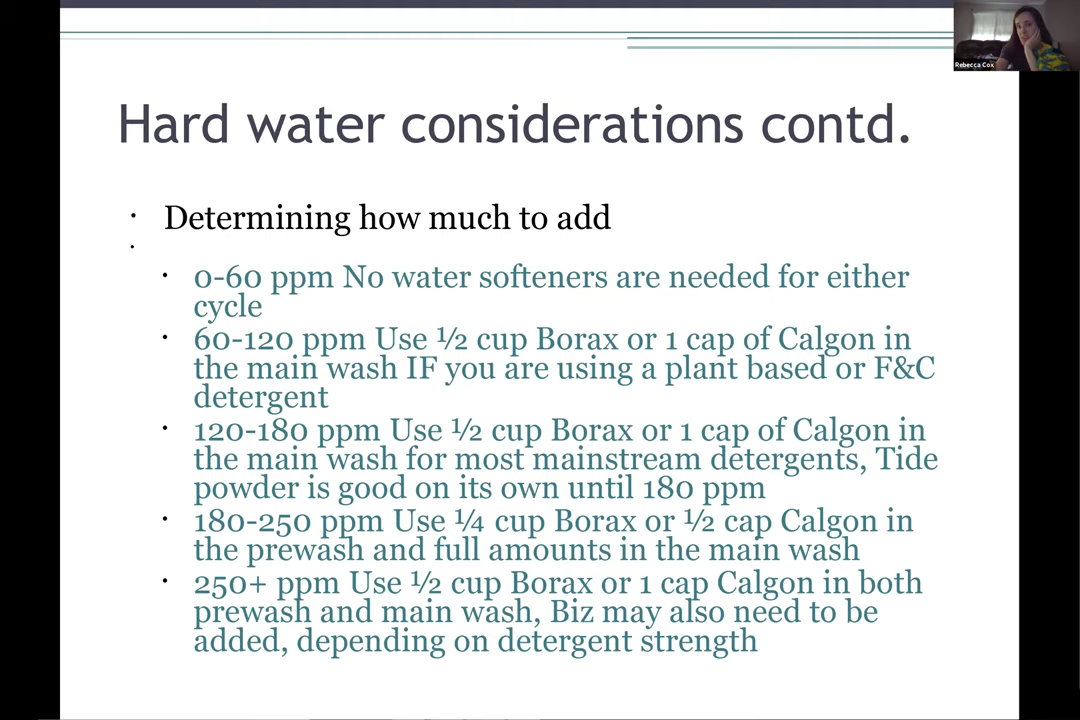 Rebecca Cox
Hard water considerations contd.
• Determining how much to add
•
• 0-60 ppm No water softeners are needed for either
cycle
• 60-120 ppm Use ½ cup Borax or 1 cap of Calgon in
the main wash IF you are using a plant based or F&C
detergent
• 120-180 ppm Use ½ cup Borax or 1 cap of Calgon in
the main wash for most mainstream detergents, Tide
powder is good on its own until 180 ppm
• 180-250 ppm Use ¼ cup Borax or ½ cap Calgon in
the prewash and full amounts in the main wash
• 250+ ppm Use ½ cup Borax or 1 cap Calgon in both
prewash and main wash, Biz may also need to be
added, depending on detergent strength